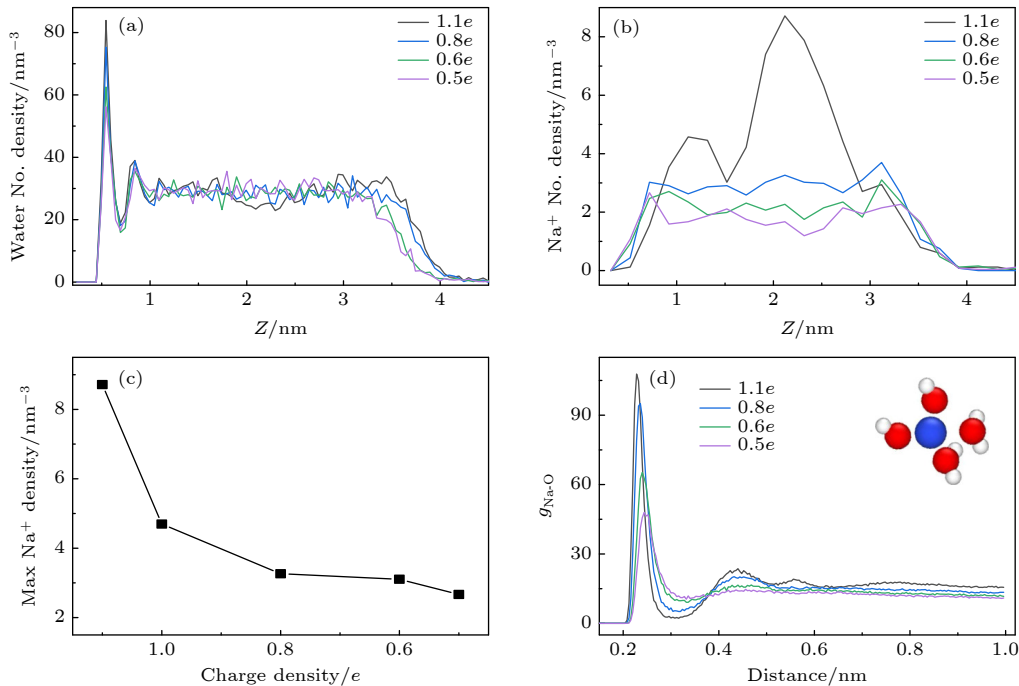 (a)
1.1e
0.8e
0.6e
0.5e
Water No. density/nm⁻³
80
60
40
20
0
1
2
3
4
Z/nm
(b)
1.1e
0.8e
0.6e
0.5e
Na⁺ No. density/nm⁻³
8
6
4
2
0
1
2
3
4
Z/nm
(c)
Max Na⁺ density/nm⁻³
8
6
4
2
1.0
0.8
0.6
Charge density/e
(d)
1.1e
0.8e
0.6e
0.5e
g Na-O
90
60
30
15
0
0.2
0.4
0.6
0.8
1.0
Distance/nm